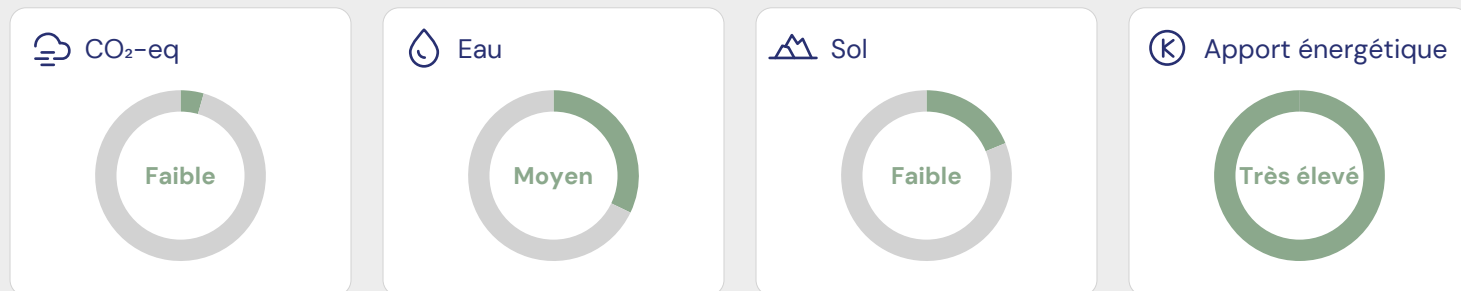 CO₂-eq
Faible
Eau
Moyen
Sol
Faible
Apport énergétique
Très élevé